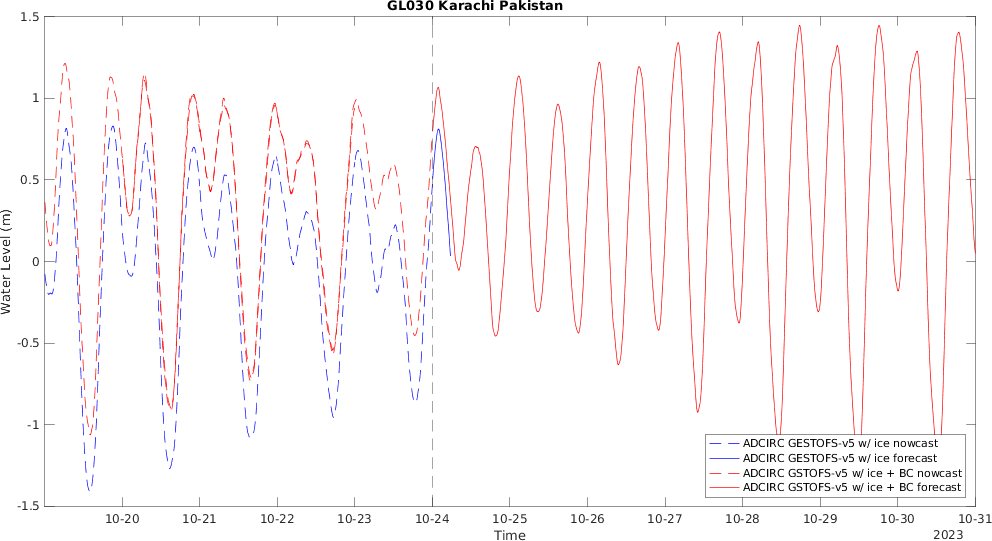 GL030 Karachi Pakistan
1.5
1
0.5
0
-0.5
-1
-1.5
Water Level (m)
10-20 10-21 10-22 10-23 10-24 10-25 10-26 10-27 10-28 10-29 10-30 10-31
Time
2023
ADCIRC GESTOFS-v5 w/ ice nowcast
ADCIRC GESTOFS-v5 w/ ice forecast
ADCIRC GSTOFS-v5 w/ ice + BC nowcast
ADCIRC GSTOFS-v5 w/ ice + BC forecast